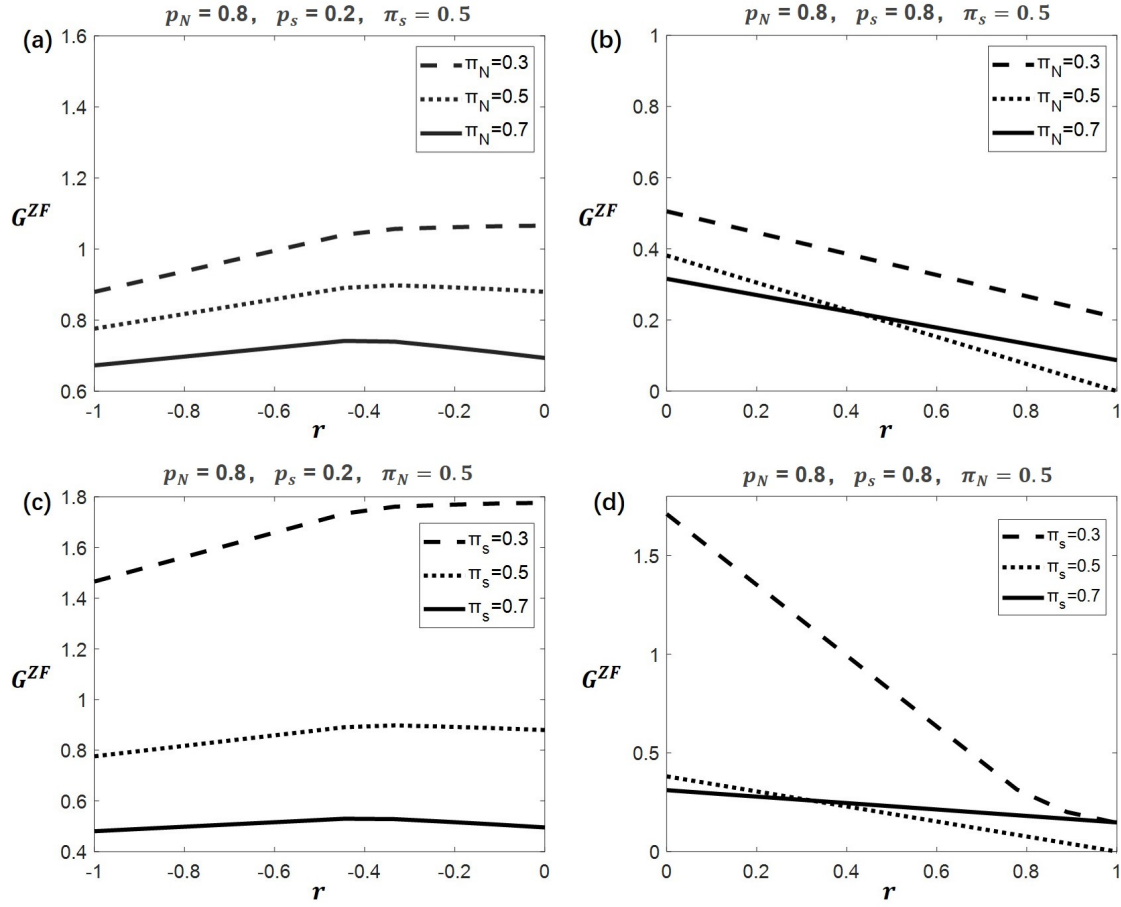 p_N = 0.8, p_s = 0.2, π_s = 0.5
(a)
1.6
1.4
1.2
1
0.8
0.6
G^{ZF}
π_N=0.3
π_N=0.5
π_N=0.7
-1 -0.8 -0.6 -0.4 -0.2 0
r
p_N = 0.8, p_s = 0.8, π_s = 0.5
(b)
1
0.8
0.6
0.4
0.2
0
G^{ZF}
π_N=0.3
π_N=0.5
π_N=0.7
0 0.2 0.4 0.6 0.8 1
r
p_N = 0.8, p_s = 0.2, π_N = 0.5
(c)
1.8
1.6
1.4
1.2
1
0.8
0.6
0.4
G^{ZF}
π_s=0.3
π_s=0.5
π_s=0.7
-1 -0.8 -0.6 -0.4 -0.2 0
r
p_N = 0.8, p_s = 0.8, π_N = 0.5
(d)
1.5
1
0.5
0
G^{ZF}
π_s=0.3
π_s=0.5
π_s=0.7
0 0.2 0.4 0.6 0.8 1
r